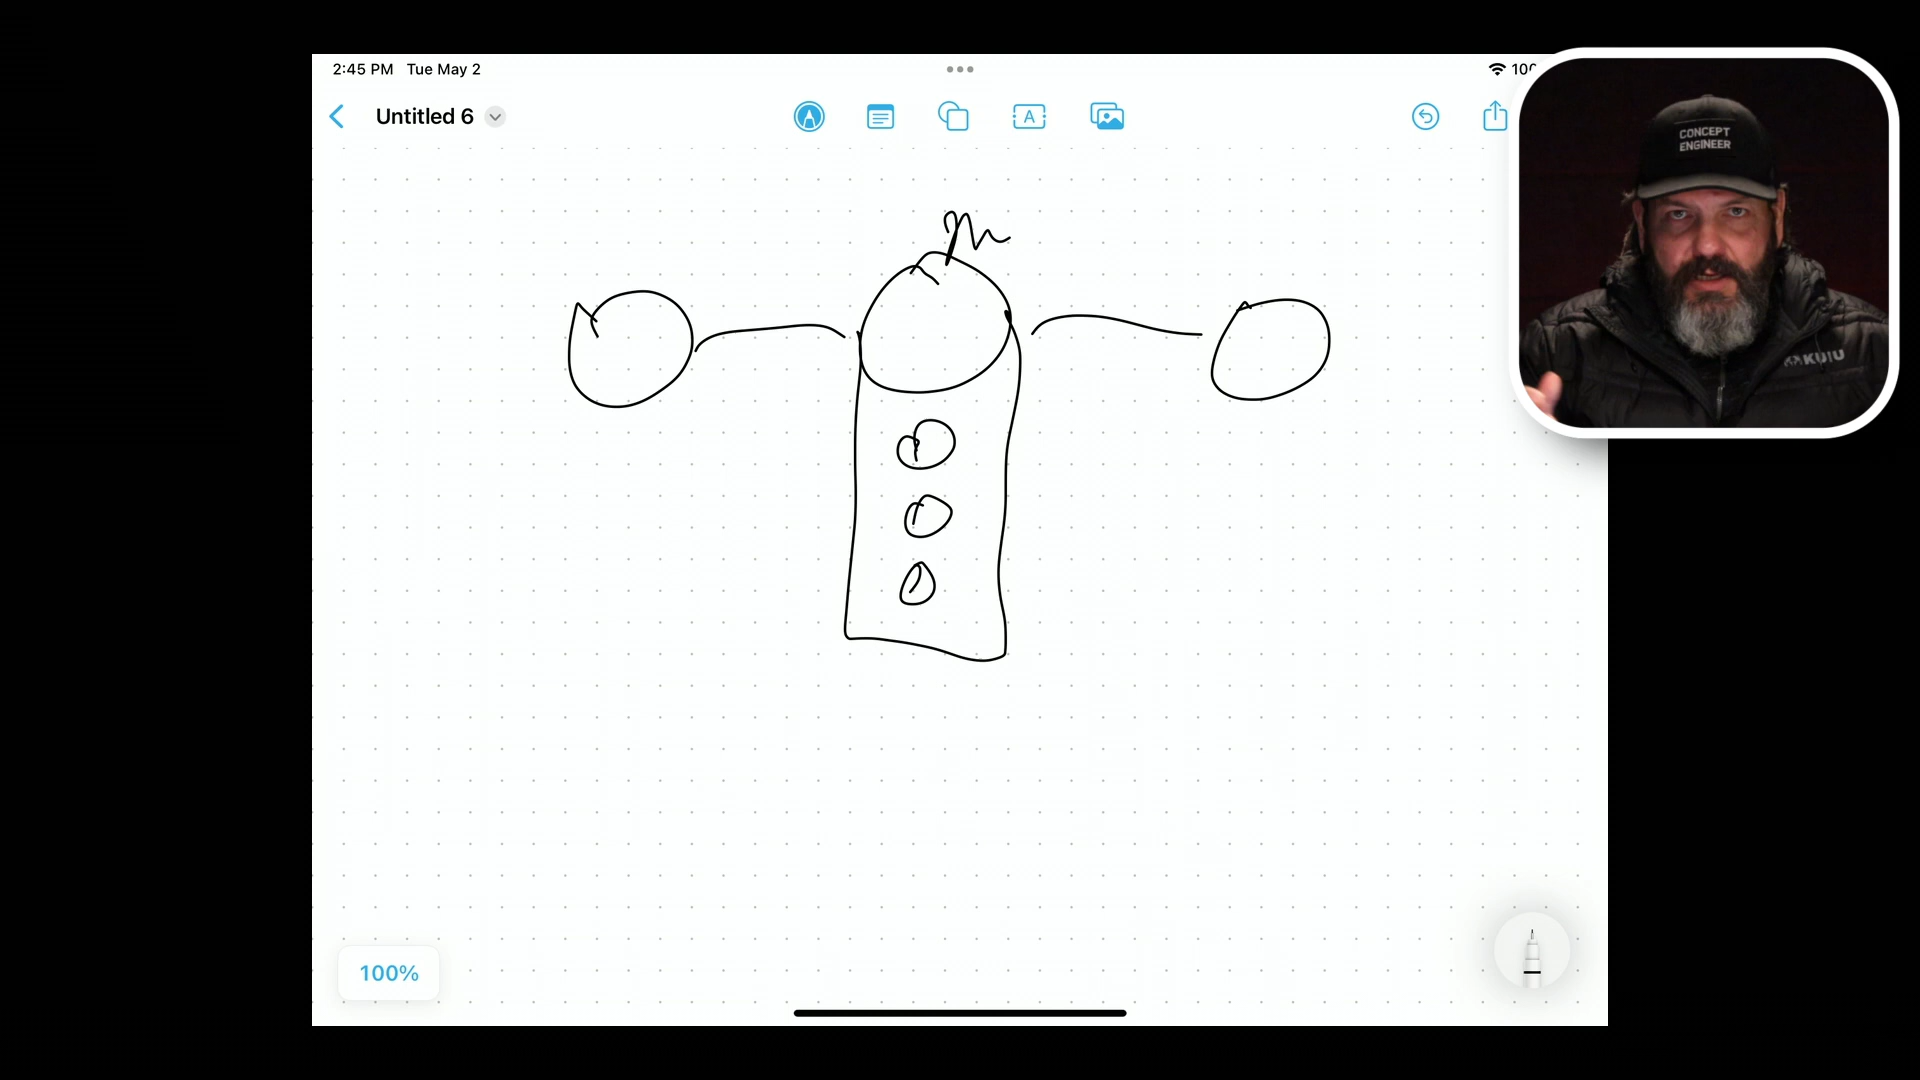 2:45 PM Tue May 2
Untitled 6
A
m
100%
CONCEPT
ENGINEER
KUIU